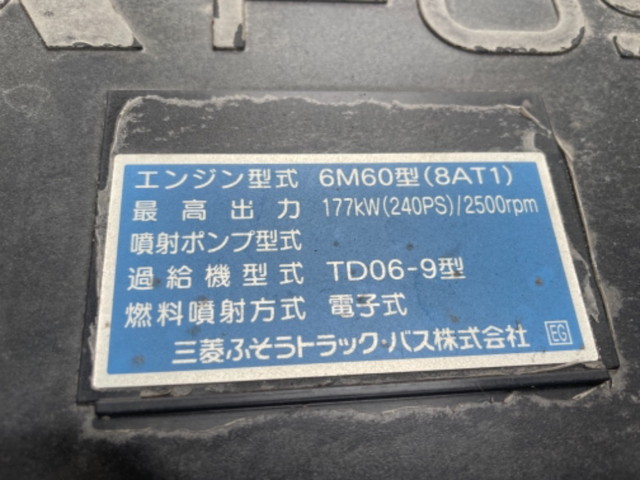 エンジン型式 6M60型(8AT1)
最高出力 177kW(240PS)/2500rpm
噴射ポンプ型式
過給機型式 TD06-9型
燃料噴射方式 電子式
三菱ふそうトラック・バス株式会社 EG